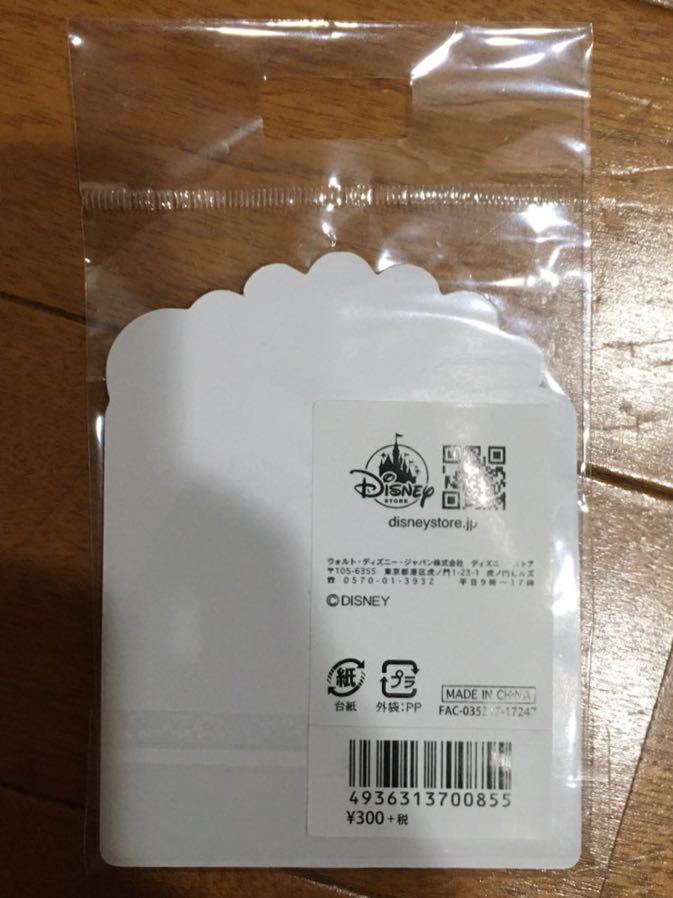 Disney
STORE
disneystore.jp
ウォルト・ディズニー・ジャパン株式会社 ディズニーストア
〒105-6355 東京都港区虎ノ門1-23-1 虎ノ門ヒルズ
☎ 0570-01-3932 平日9時〜17時
©DISNEY
紙 プラ
台紙 外袋:PP
MADE IN CHINA
4936313700855
¥300+税